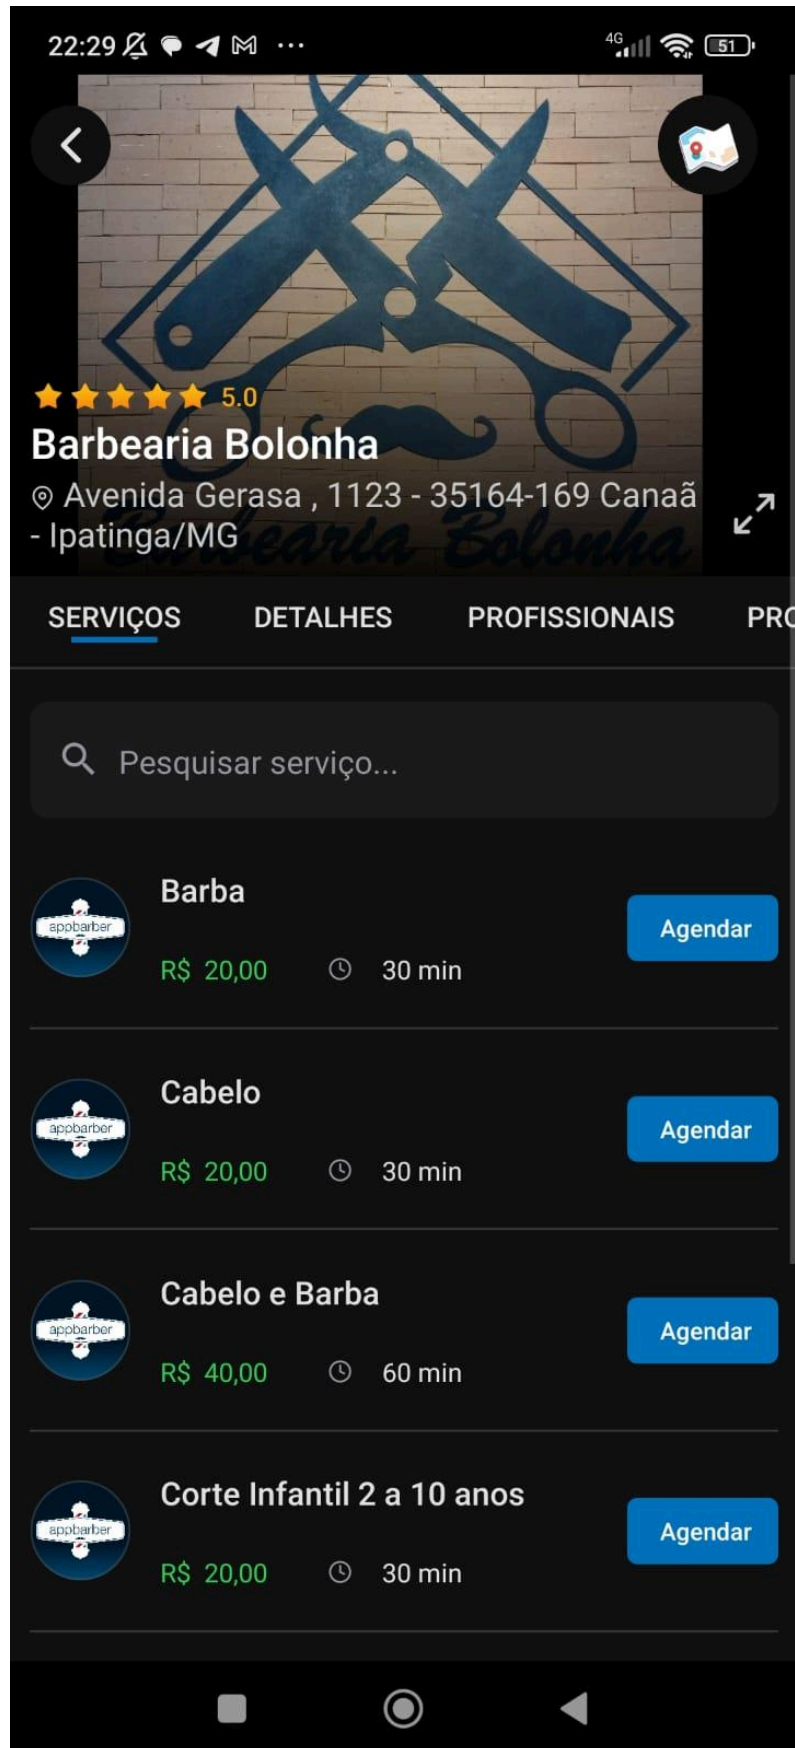 22:29
4G
51
5.0
Barbearia Bolonha
Avenida Gerasa , 1123 - 35164-169 Canaã
- Ipatinga/MG
Barbearia Bolonha
SERVIÇOS DETALHES PROFISSIONAIS PRO
Pesquisar serviço...
Barba
appbarber
Agendar
R$ 20,00 30 min
Cabelo
appbarber
Agendar
R$ 20,00 30 min
Cabelo e Barba
appbarber
Agendar
R$ 40,00 60 min
Corte Infantil 2 a 10 anos
appbarber
Agendar
R$ 20,00 30 min